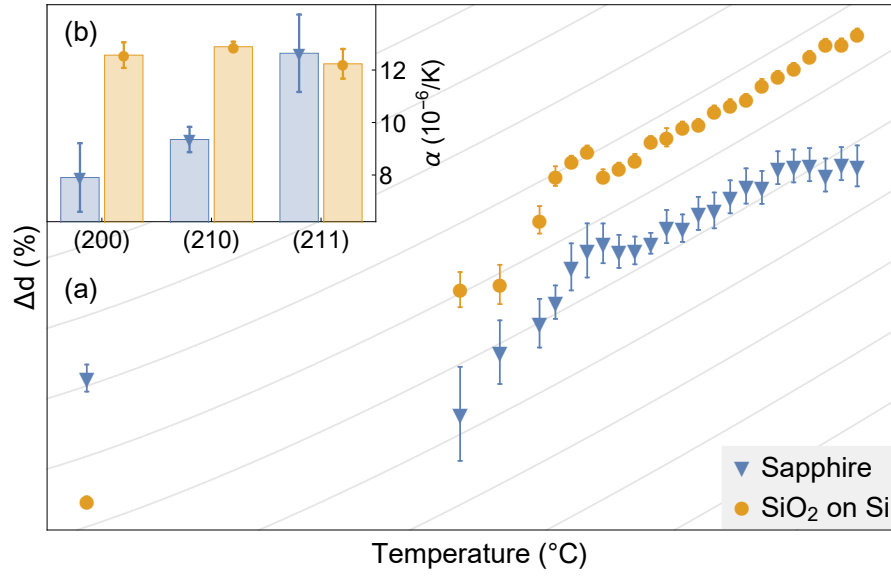 (b)
12
10
8
α (10⁻⁶/K)
(200)
(210)
(211)
Δd (%)
(a)
Sapphire
SiO₂ on Si
Temperature (°C)